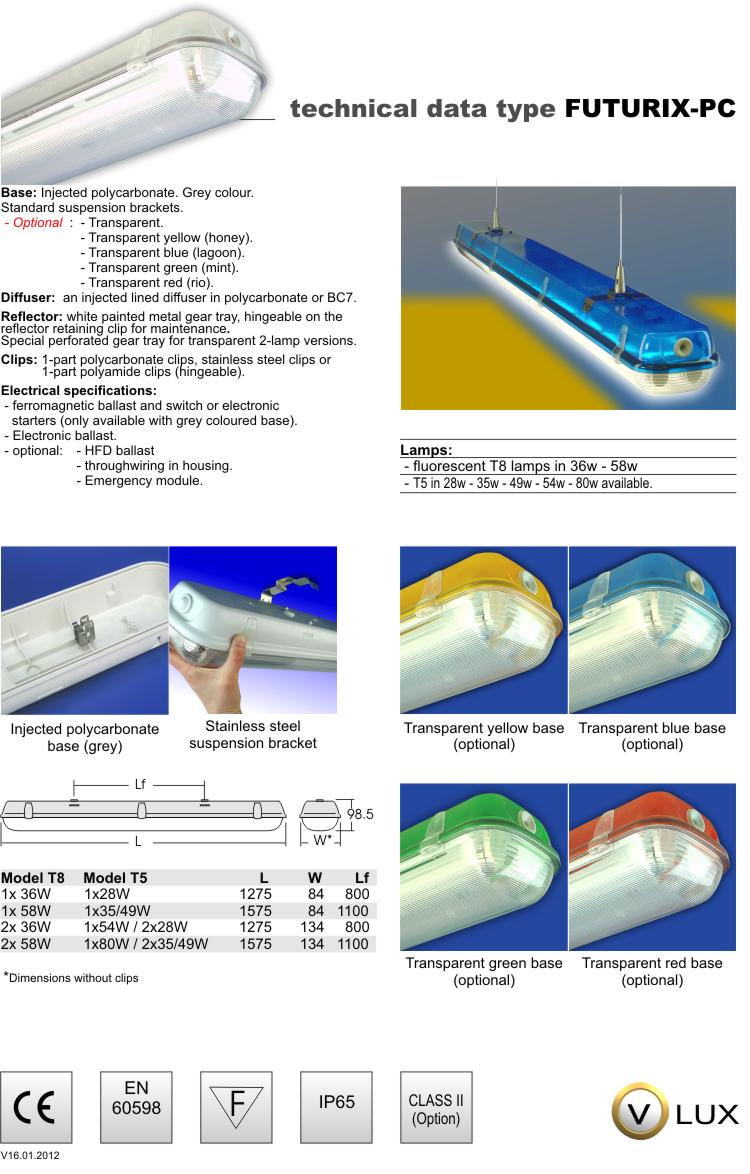 technical data type FUTURIX-PC
Base: Injected polycarbonate. Grey colour.
Standard suspension brackets.
- Optional : - Transparent.
- Transparent yellow (honey).
- Transparent blue (lagoon).
- Transparent green (mint).
- Transparent red (rio).
Diffuser: an injected lined diffuser in polycarbonate or BC7.
Reflector: white painted metal gear tray, hingeable on the
reflector retaining clip for maintenance.
Special perforated gear tray for transparent 2-lamp versions.
Clips: 1-part polycarbonate clips, stainless steel clips or
1-part polyamide clips (hingeable).
Electrical specifications:
- ferromagnetic ballast and switch or electronic
starters (only available with grey coloured base).
- Electronic ballast.
- optional: - HFD ballast
- throughwiring in housing.
- Emergency module.
Lamps:
- fluorescent T8 lamps in 36w - 58w
- T5 in 28w - 35w - 49w - 54w - 80w available.
Injected polycarbonate
base (grey)
Stainless steel
suspension bracket
Transparent yellow base
(optional)
Transparent blue base
(optional)
Lf
98.5
L
W*
Model T8 Model T5 L W Lf
1x 36W 1x28W 1275 84 800
1x 58W 1x35/49W 1575 84 1100
2x 36W 1x54W / 2x28W 1275 134 800
2x 58W 1x80W / 2x35/49W 1575 134 1100
*Dimensions without clips
Transparent green base
(optional)
Transparent red base
(optional)
CE
EN
60598
F
IP65
CLASS II
(Option)
V LUX
V16.01.2012